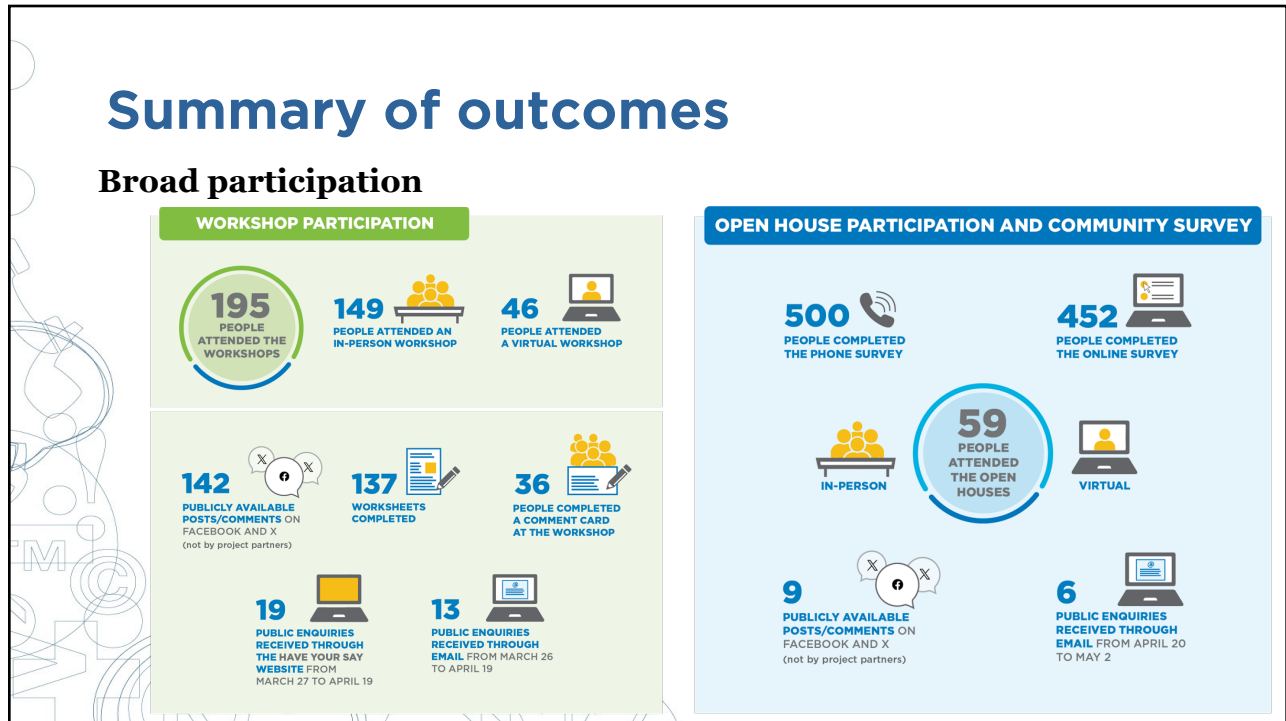 Summary of outcomes
Broad participation
WORKSHOP PARTICIPATION
195
PEOPLE
ATTENDED THE
WORKSHOPS
149
PEOPLE ATTENDED AN
IN-PERSON WORKSHOP
46
PEOPLE ATTENDED
A VIRTUAL WORKSHOP
142
PUBLICLY AVAILABLE
POSTS/COMMENTS ON
FACEBOOK AND X
(not by project partners)
137
WORKSHEETS
COMPLETED
36
PEOPLE COMPLETED
A COMMENT CARD
AT THE WORKSHOP
19
PUBLIC ENQUIRIES
RECEIVED THROUGH
THE HAVE YOUR SAY
WEBSITE FROM
MARCH 27 TO APRIL 19
13
PUBLIC ENQUIRIES
RECEIVED THROUGH
EMAIL FROM MARCH 26
TO APRIL 19
OPEN HOUSE PARTICIPATION AND COMMUNITY SURVEY
500
PEOPLE COMPLETED
THE PHONE SURVEY
452
PEOPLE COMPLETED
THE ONLINE SURVEY
IN-PERSON
59
PEOPLE
ATTENDED
THE OPEN
HOUSES
VIRTUAL
9
PUBLICLY AVAILABLE
POSTS/COMMENTS ON
FACEBOOK AND X
(not by project partners)
6
PUBLIC ENQUIRIES
RECEIVED THROUGH
EMAIL FROM APRIL 20
TO MAY 2